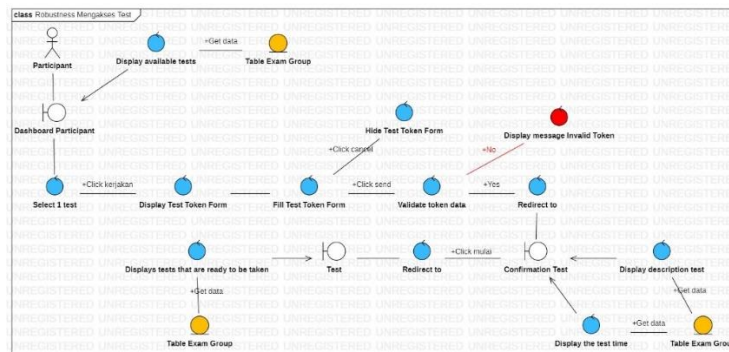 class Robustness Mengakses Test
Participant
Display available tests
+Get data
Table Exam Group
Dashboard Participant
Hide Test Token Form
Display message Invalid Token
+Click cancel
+No
Select 1 test
+Click kerjakan
Display Test Token Form
Fill Test Token Form
+Click send
Validate token data
+Yes
Redirect to
Displays tests that are ready to be taken
Test
Redirect to
+Click mulai
Confirmation Test
Display description test
+Get data
+Get data
Table Exam Group
Display the test time
+Get data
Table Exam Grou
UNREGISTERED